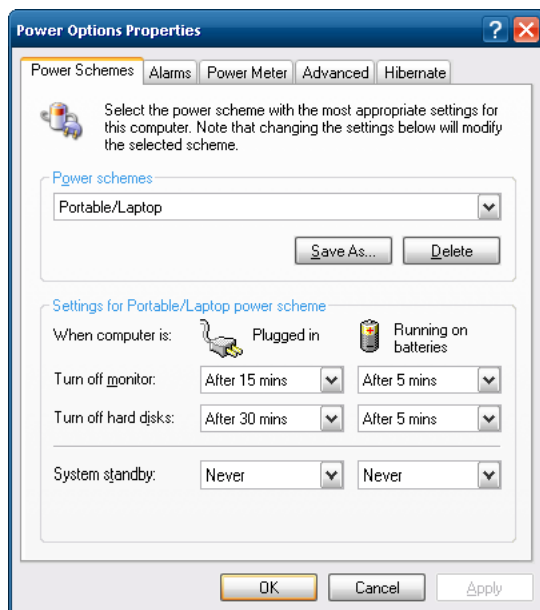 Power Options Properties
Power Schemes Alarms Power Meter Advanced Hibernate
Select the power scheme with the most appropriate settings for
this computer. Note that changing the settings below will modify
the selected scheme.
Power schemes
Portable/Laptop
Save As... Delete
Settings for Portable/Laptop power scheme
When computer is: Plugged in Running on
batteries
Turn off monitor: After 15 mins After 5 mins
Turn off hard disks: After 30 mins After 5 mins
System standby: Never Never
OK Cancel Apply